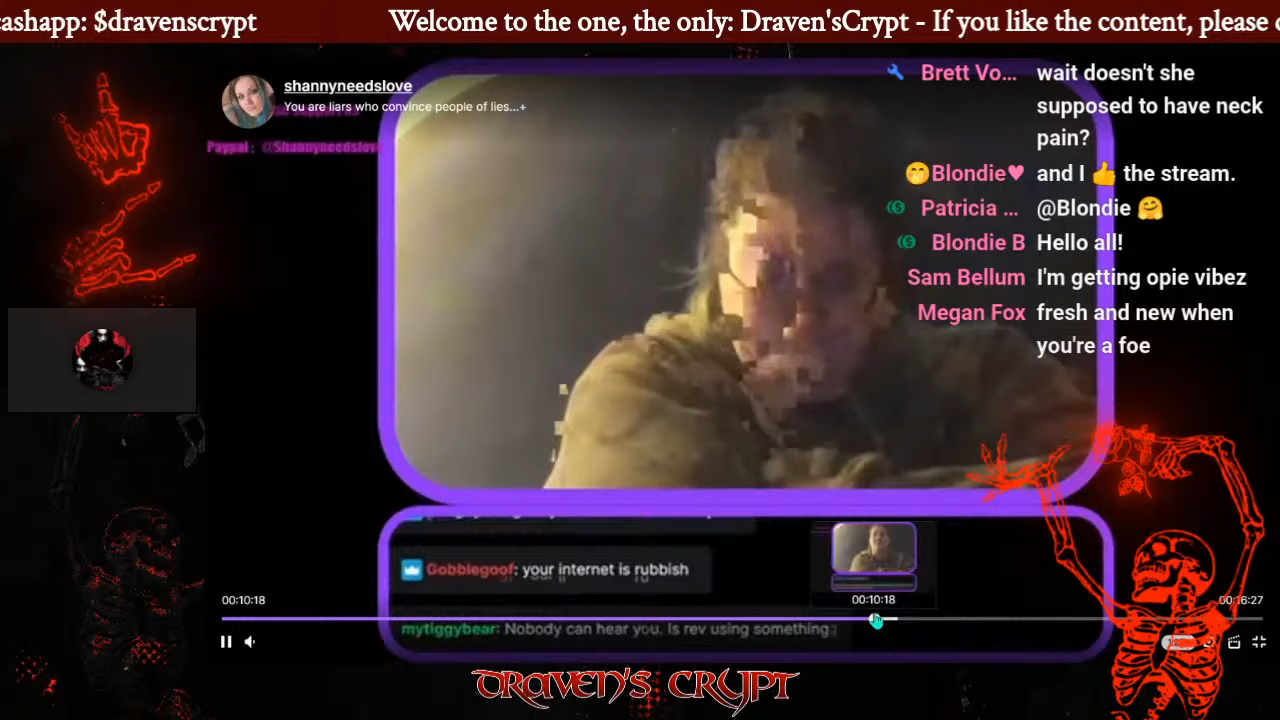 ashapp: $dravenscrypt
Welcome to the one, the only: Draven'sCrypt - If you like the content, please
shannyneedslove
You are liars who convince people of lies...+
Paypal: @Shannyneedslove
Brett Vo... wait doesn't she
supposed to have neck
pain?
🤭Blondie♥ and I 👍 the stream.
Patricia ... @Blondie 🤗
Blondie B Hello all!
Sam Bellum I'm getting opie vibez
Megan Fox fresh and new when
you're a foe
Gobblegoof: your internet is rubbish
00:10:18
00:10:18
00:16:27
mytiggybear: Nobody can hear you. Is rev using something
DRAVEN'S CRYPT